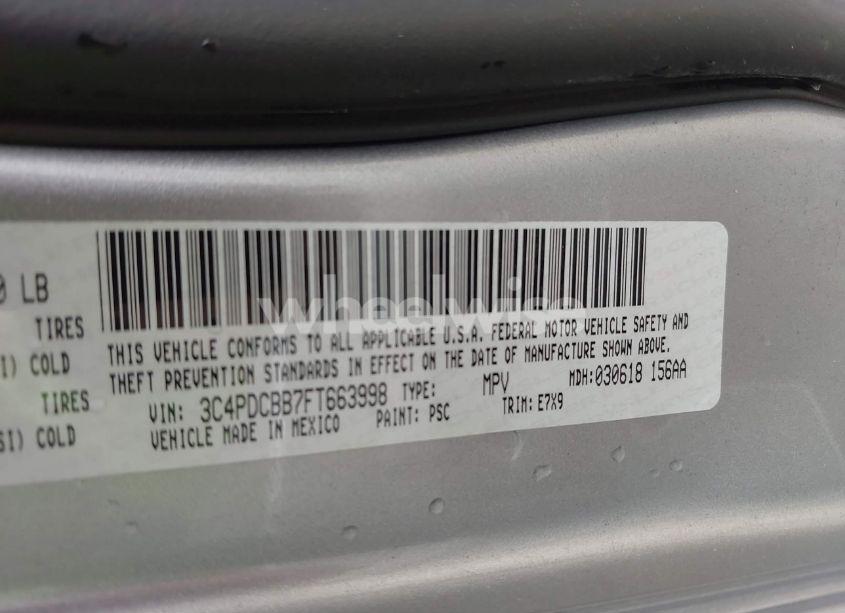 0 LB
TIRES
I) COLD
TIRES
SI) COLD
wheelwise
THIS VEHICLE CONFORMS TO ALL APPLICABLE U.S.A. FEDERAL MOTOR VEHICLE SAFETY AND
THEFT PREVENTION STANDARDS IN EFFECT ON THE DATE OF MANUFACTURE SHOWN ABOVE.
VIN: 3C4PDCBB7FT663998 TYPE: MPV MDH:030618 156AA
VEHICLE MADE IN MEXICO PAINT: PSC TRIM: E7X9